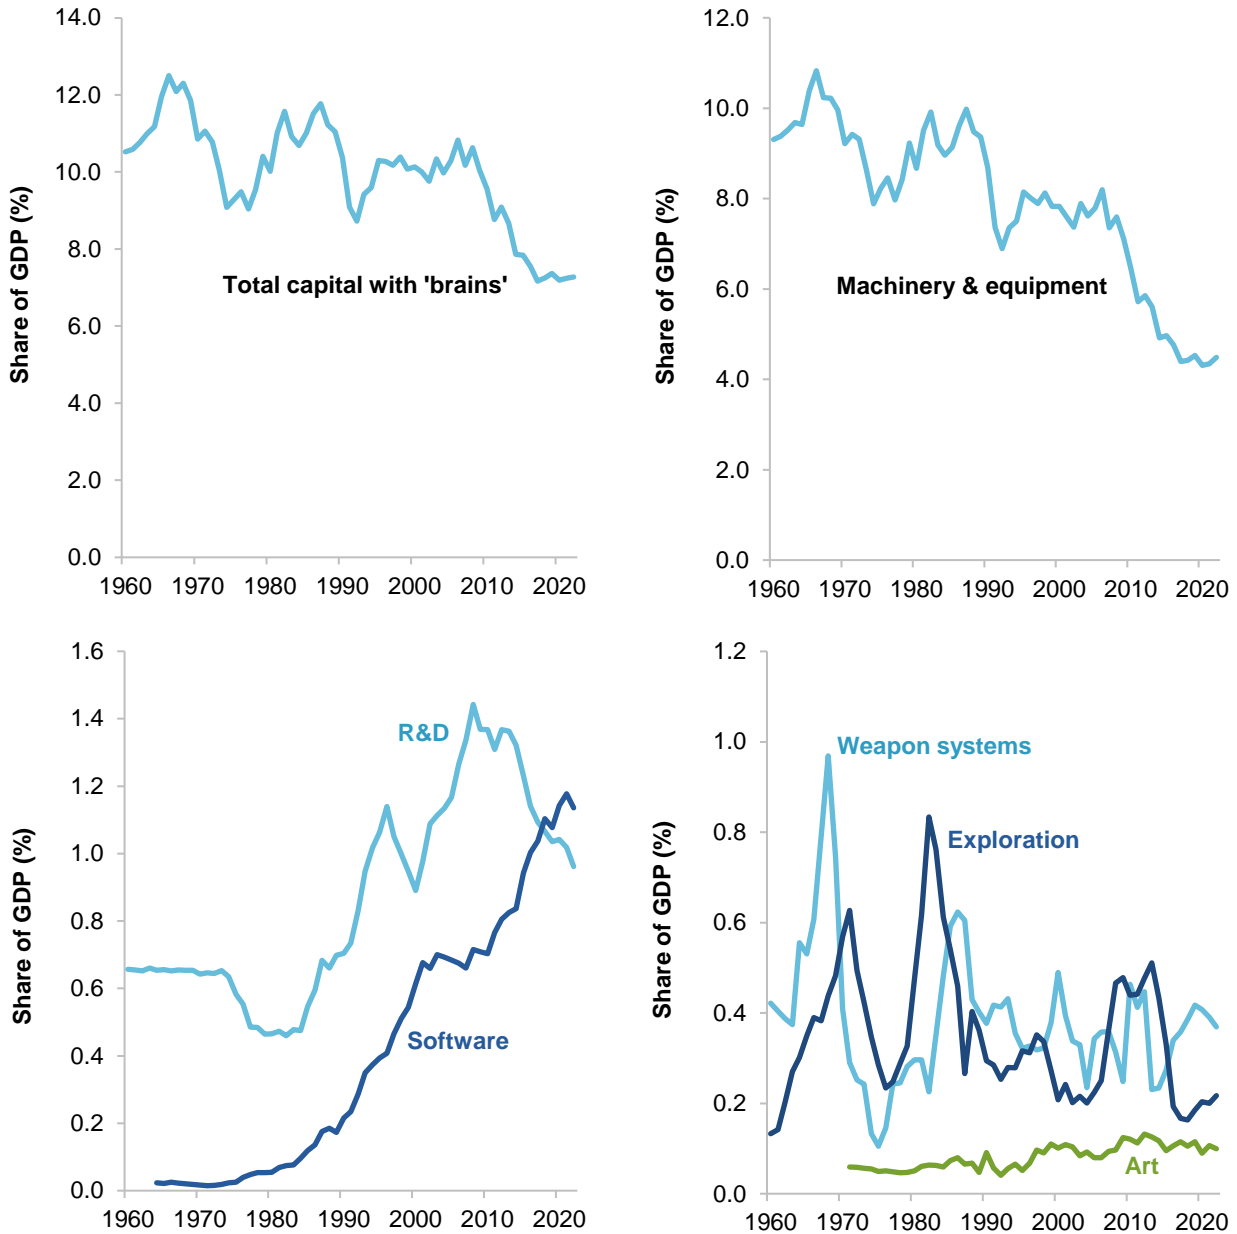 14.0
12.0
10.0
8.0
6.0
4.0
2.0
0.0
Share of GDP (%)
Total capital with 'brains'
1960 1970 1980 1990 2000 2010 2020
12.0
10.0
8.0
6.0
4.0
2.0
0.0
Share of GDP (%)
Machinery & equipment
1960 1970 1980 1990 2000 2010 2020
1.6
1.4
1.2
1.0
0.8
0.6
0.4
0.2
0.0
Share of GDP (%)
R&D
Software
1960 1970 1980 1990 2000 2010 2020
1.2
1.0
0.8
0.6
0.4
0.2
0.0
Share of GDP (%)
Weapon systems
Exploration
Art
1960 1970 1980 1990 2000 2010 2020